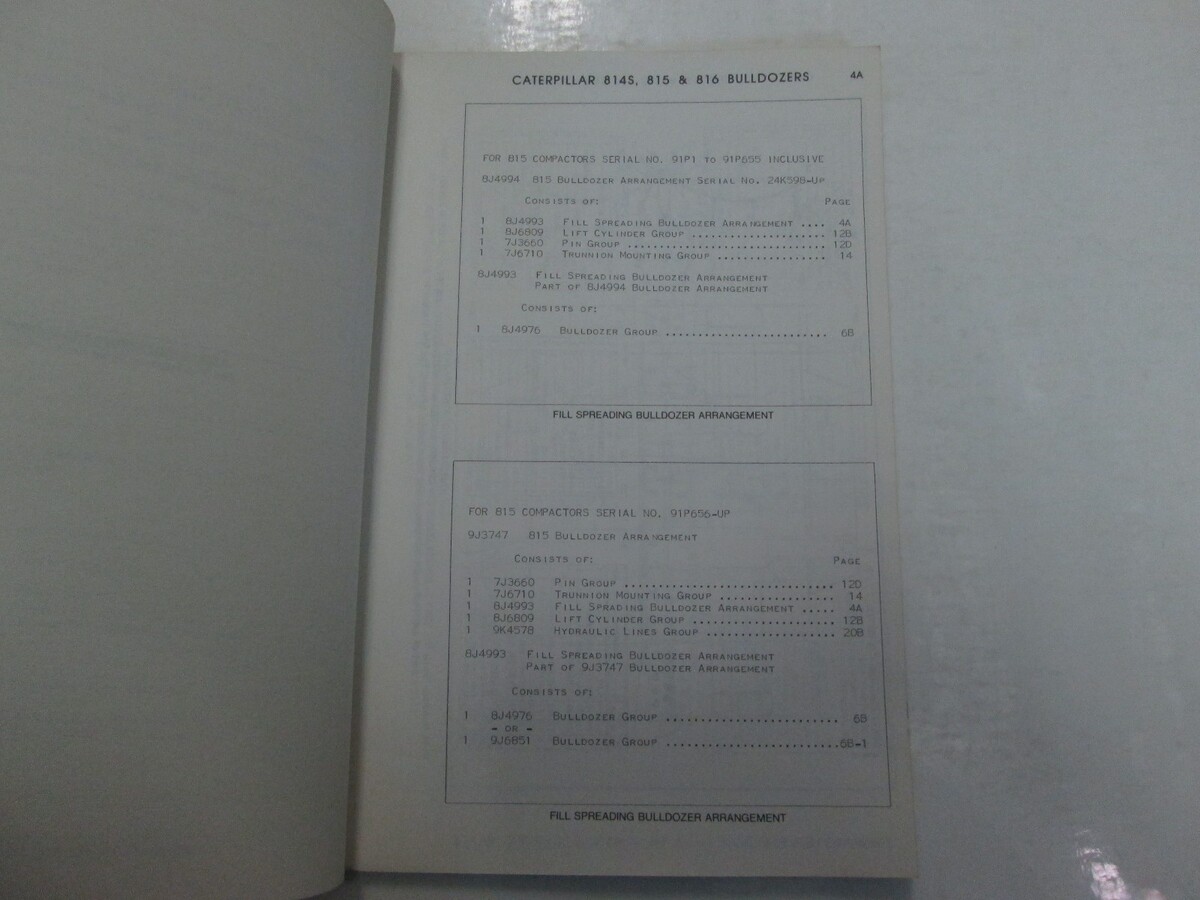 CATERPILLAR 814S, 815 & 816 BULLDOZERS 4A
FOR 815 COMPACTORS SERIAL NO. 91P1 TO 91P655 INCLUSIVE
8J4994 815 BULLDOZER ARRANGEMENT SERIAL NO. 24K598-UP
CONSISTS OF: PAGE
1 8J4993 FILL SPREADING BULLDOZER ARRANGEMENT .... 4A
1 8J6809 LIFT CYLINDER GROUP .................... 12B
1 7J3660 PIN GROUP .............................. 12D
1 7J6710 TRUNNION MOUNTING GROUP ................. 14
8J4993 FILL SPREADING BULLDOZER ARRANGEMENT
PART OF 8J4994 BULLDOZER ARRANGEMENT
CONSISTS OF:
1 8J4976 BULLDOZER GROUP ......................... 6B
FILL SPREADING BULLDOZER ARRANGEMENT
FOR 815 COMPACTORS SERIAL NO. 91P656-UP
9J3747 815 BULLDOZER ARRANGEMENT
CONSISTS OF: PAGE
1 7J3660 PIN GROUP ................................ 12D
1 7J6710 TRUNNION MOUNTING GROUP ................. 14
1 8J4993 FILL SPRADING BULLDOZER ARRANGEMENT ..... 4A
1 8J6809 LIFT CYLINDER GROUP ..................... 12B
1 9K4578 HYDRAULIC LINES GROUP ................... 20B
8J4993 FILL SPREADING BULLDOZER ARRANGEMENT
PART OF 9J3747 BULLDOZER ARRANGEMENT
CONSISTS OF:
1 8J4976 BULLDOZER GROUP .......................... 6B
- OR -
1 9J6851 BULLDOZER GROUP ..........................6B-1
FILL SPREADING BULLDOZER ARRANGEMENT